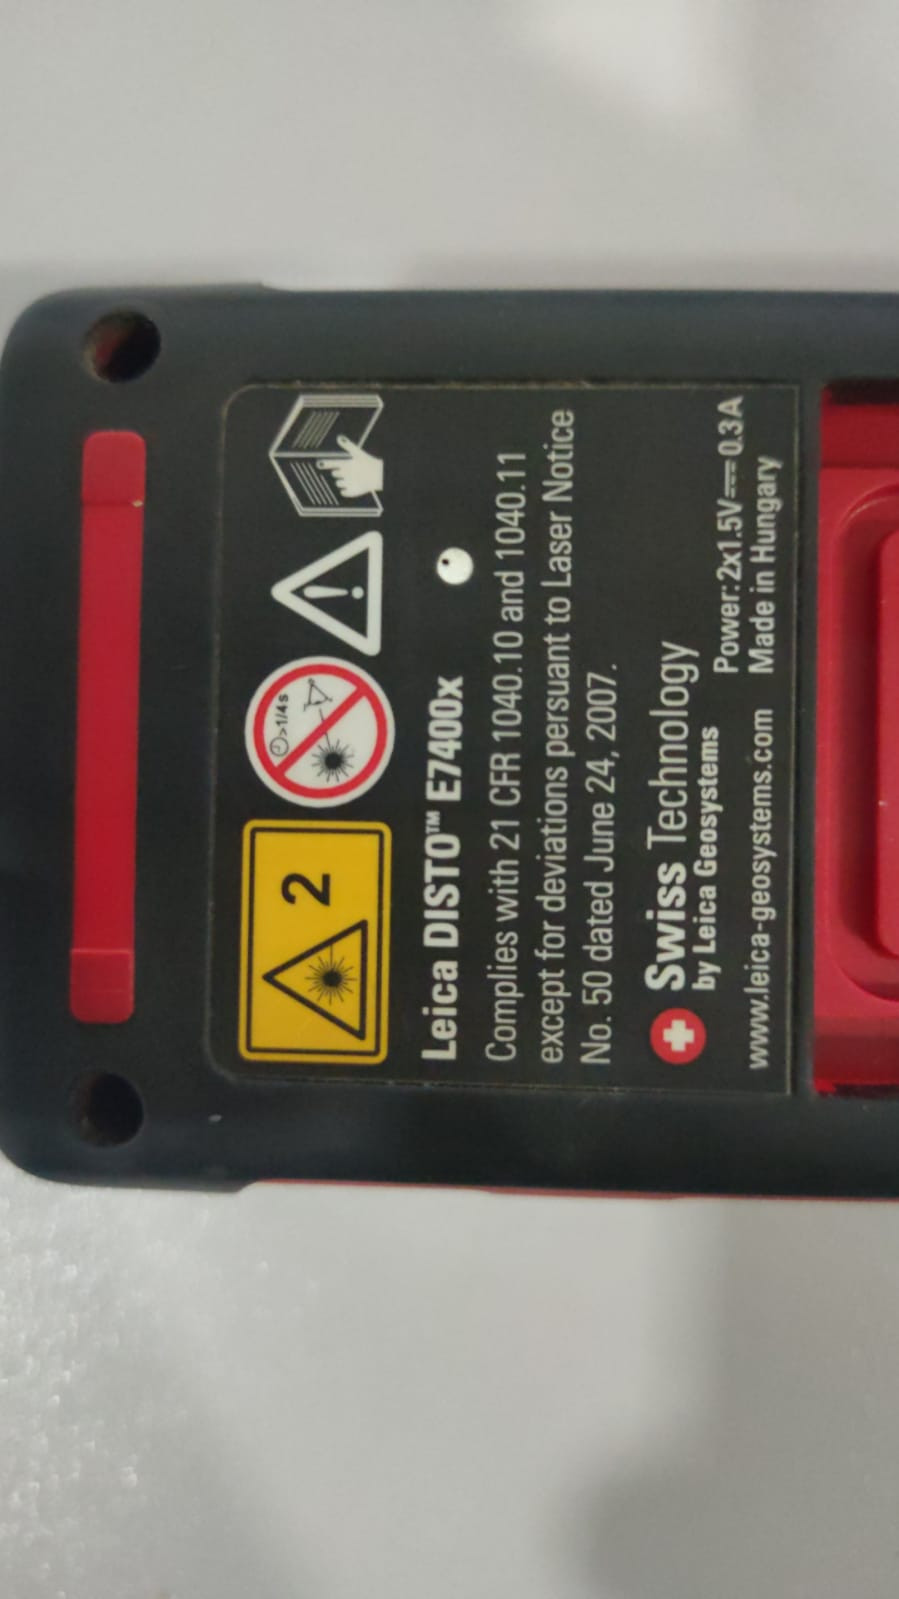 2
>1/4s
Leica DISTO™ E7400x
Complies with 21 CFR 1040.10 and 1040.11
except for deviations persuant to Laser Notice
No. 50 dated June 24, 2007.
Swiss Technology
by Leica Geosystems
Power: 2x1.5V⎓0.3A
www.leica-geosystems.com Made in Hungary